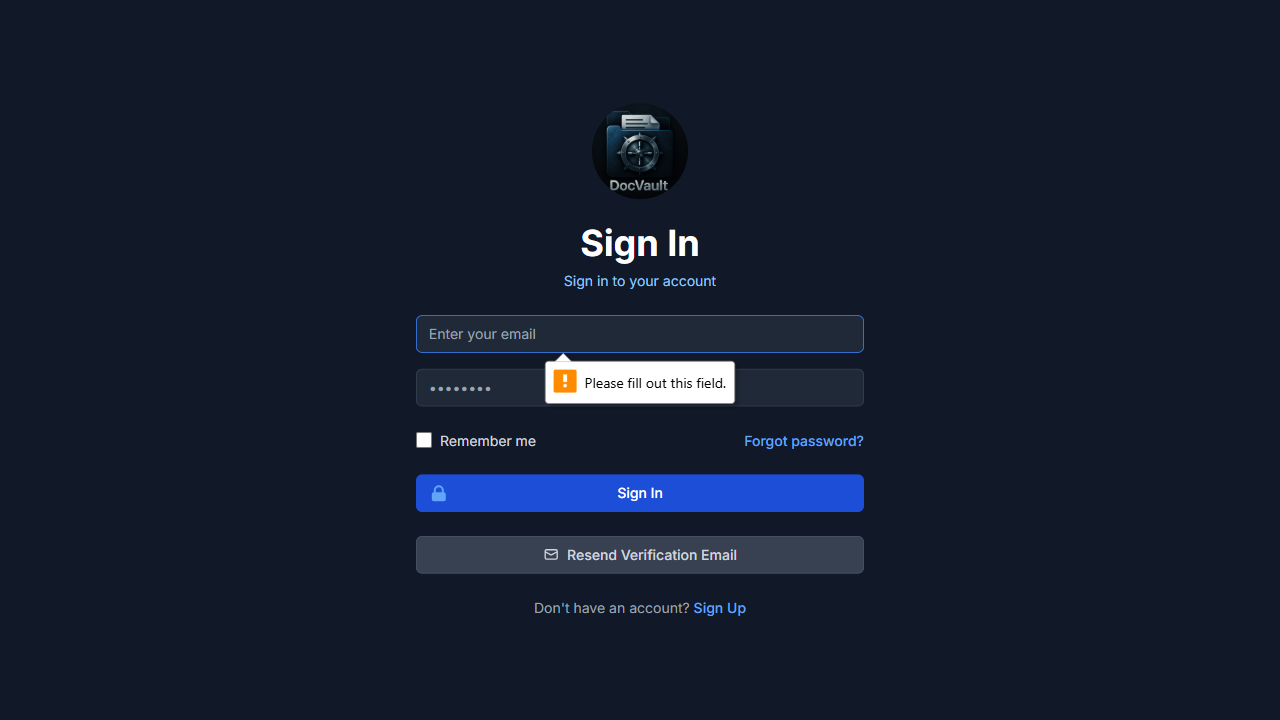 DocVault
Sign In
Sign in to your account
Enter your email
Please fill out this field.
••••••••
Remember me
Forgot password?
Sign In
Resend Verification Email
Don't have an account? Sign Up